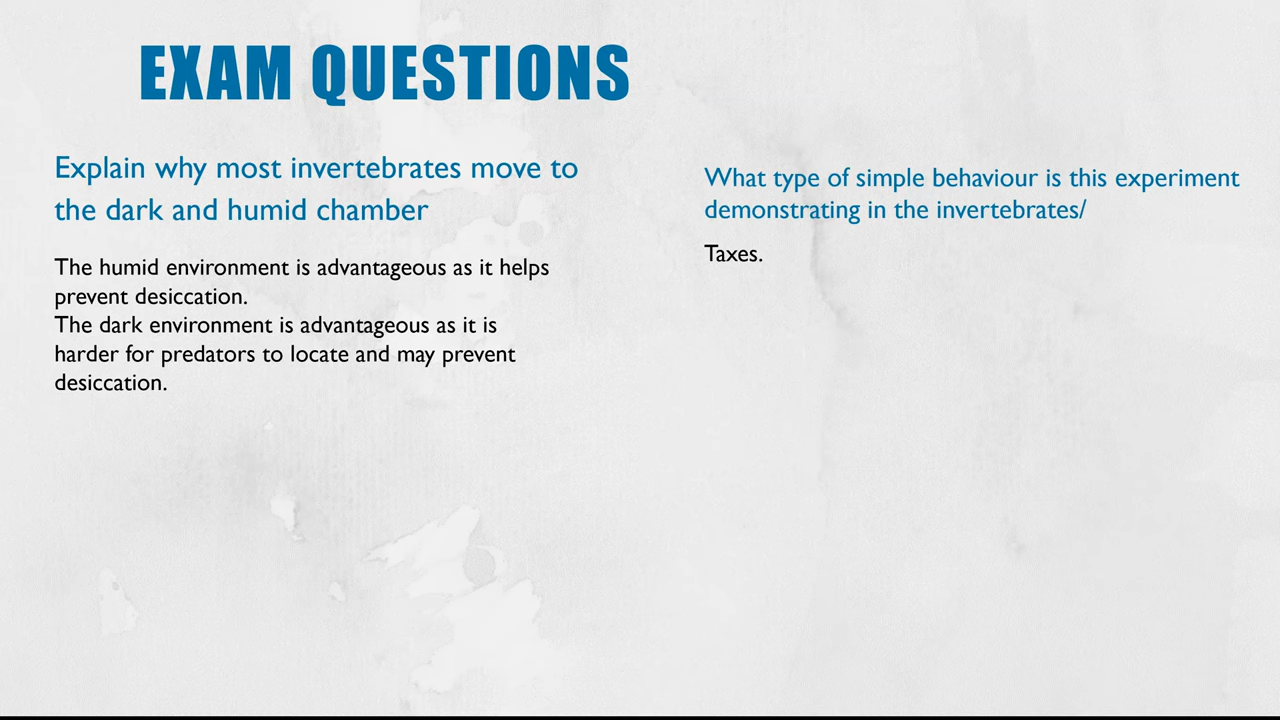 EXAM QUESTIONS
Explain why most invertebrates move to
the dark and humid chamber
The humid environment is advantageous as it helps
prevent desiccation.
The dark environment is advantageous as it is
harder for predators to locate and may prevent
desiccation.
What type of simple behaviour is this experiment
demonstrating in the invertebrates/
Taxes.